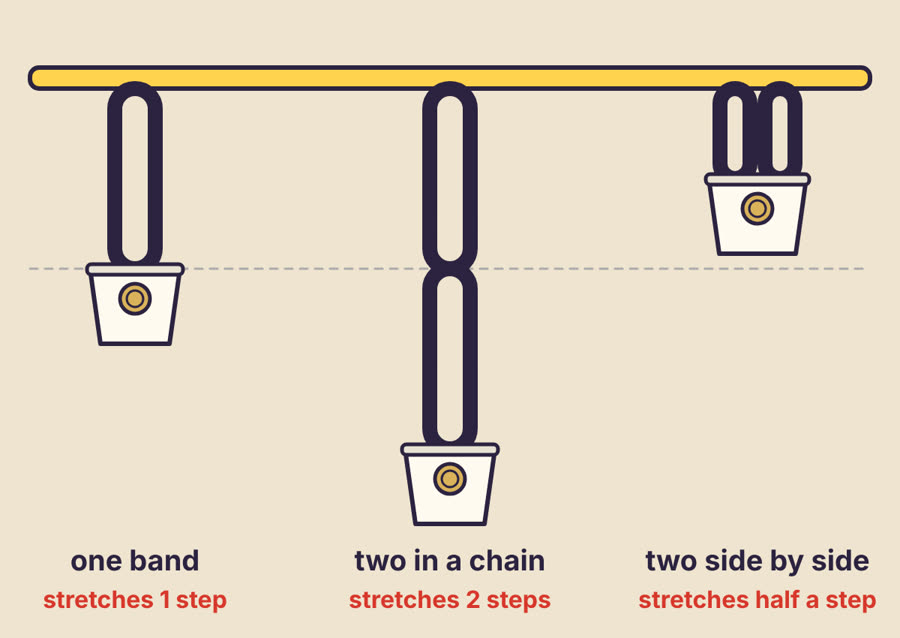 one band
stretches 1 step
two in a chain
stretches 2 steps
two side by side
stretches half a step